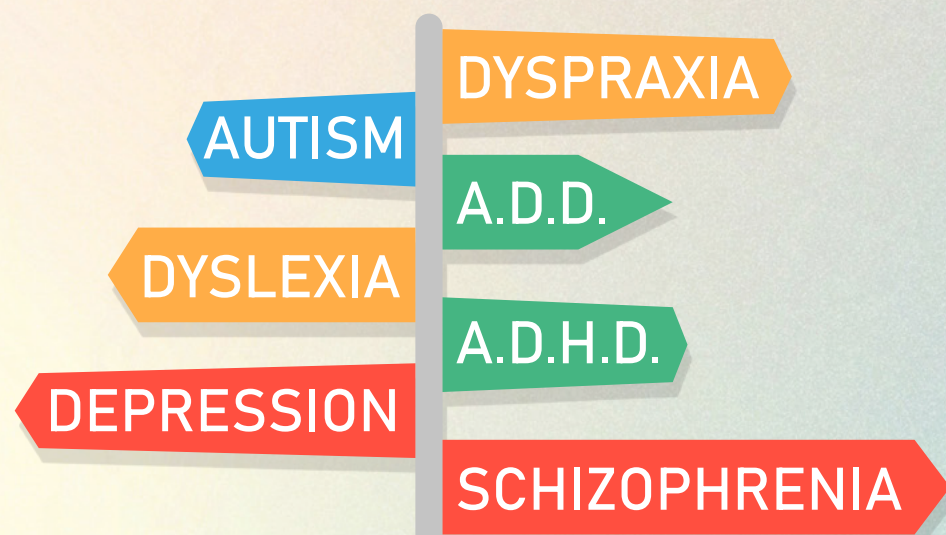 DYSPRAXIA
AUTISM
A.D.D.
DYSLEXIA
A.D.H.D.
DEPRESSION
SCHIZOPHRENIA